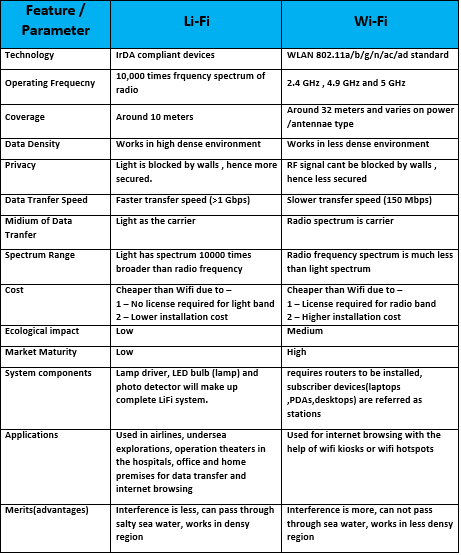 Feature /
Parameter
Li-Fi
Wi-Fi
Technology
IrDA compliant devices
WLAN 802.11a/b/g/n/ac/ad standard
Operating Frequecny
10,000 times frquency spectrum of
radio
2.4 GHz , 4.9 GHz and 5 GHz
Coverage
Around 10 meters
Around 32 meters and varies on power
/antennae type
Data Density
Works in high dense environment
Works in less dense environment
Privacy
Light is blocked by walls , hence more
secured.
RF signal cant be blocked by walls ,
hence less secured
Data Tranfer Speed
Faster transfer speed (>1 Gbps)
Slower transfer speed (150 Mbps)
Midium of Data
Tranfer
Light as the carrier
Radio spectrum is carrier
Spectrum Range
Light has spectrum 10000 times
broader than radio frequency
Radio frequency spectrum is much less
than light spectrum
Cost
Cheaper than Wifi due to –
1 – No license required for light band
2 – Lower installation cost
Cheaper than Wifi due to –
1 – License required for radio band
2 – Higher installation cost
Ecological impact
Low
Medium
Market Maturity
Low
High
System components
Lamp driver, LED bulb (lamp) and
photo detector will make up
complete LiFi system.
requires routers to be installed,
subscriber devices(laptops
,PDAs,desktops) are referred as
stations
Applications
Used in airlines, undersea
explorations, operation theaters in
the hospitals, office and home
premises for data transfer and
internet browsing
Used for internet browsing with the
help of wifi kiosks or wifi hotspots
Merits(advantages)
Interference is less, can pass through
salty sea water, works in densy
region
Interference is more, can not pass
through sea water, works in less densy
region